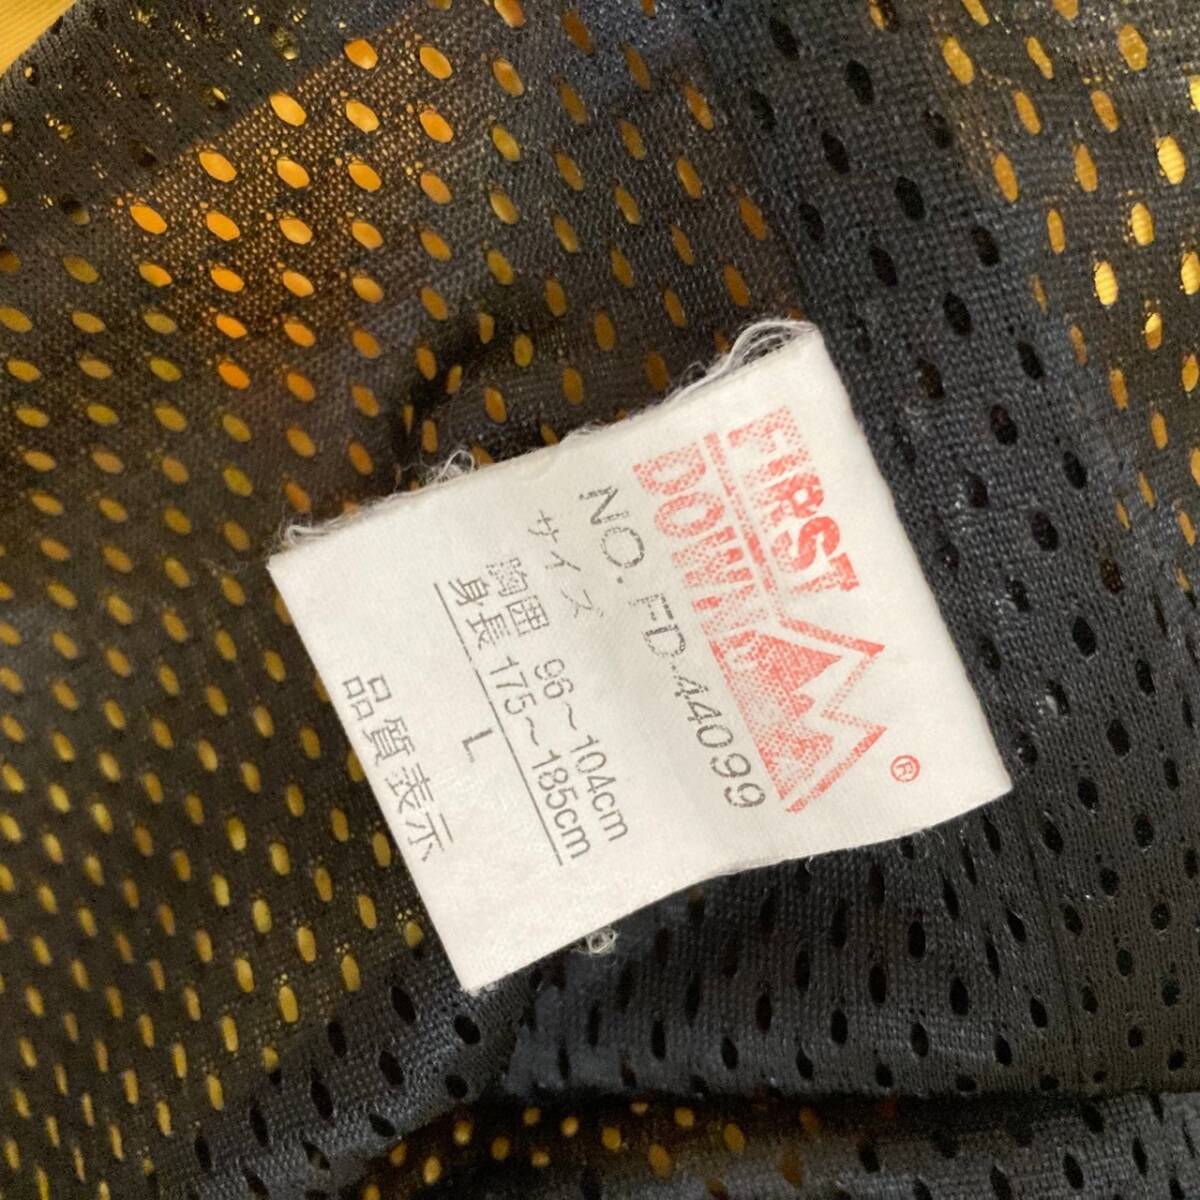 FIRST
DOWN
®
NO. FD-44099
サイズ
胸囲 96~104cm
身長 175~185cm
L
品質表示